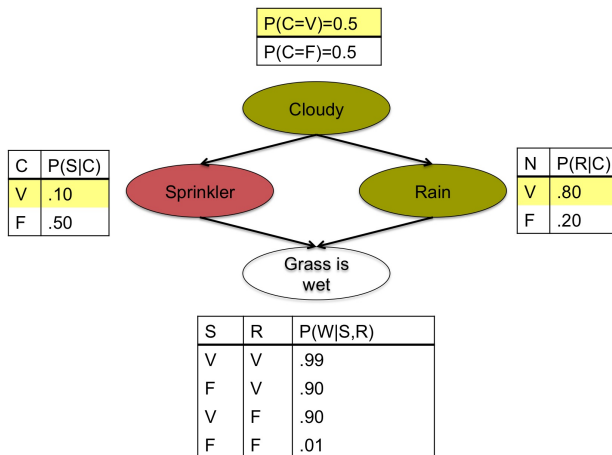 P(C=V)=0.5
P(C=F)=0.5
Cloudy
C P(S|C)
V .10
F .50
Sprinkler
Rain
N P(R|C)
V .80
F .20
Grass is
wet
S R P(W|S,R)
V V .99
F V .90
V F .90
F F .01